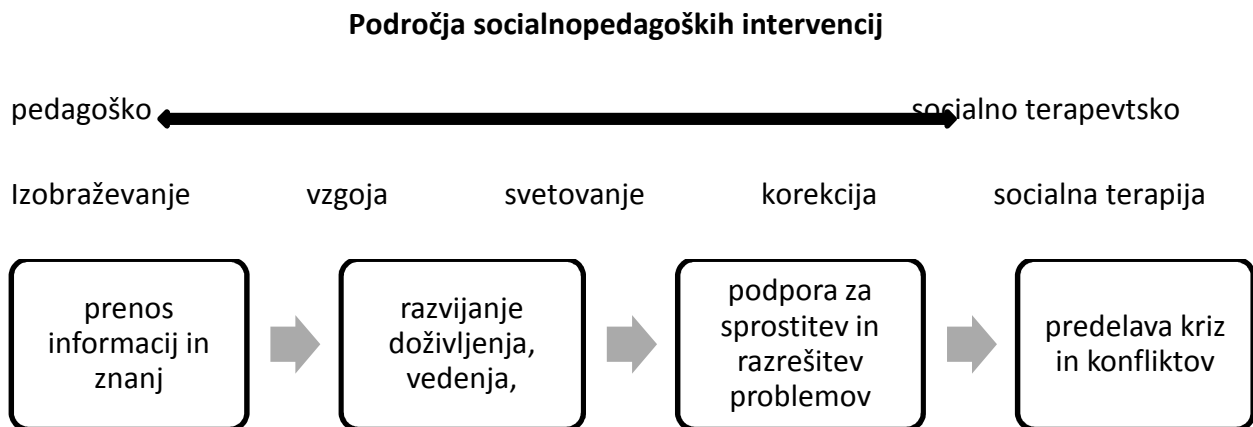 Področja socialnopedagoških intervencij
pedagoško socialno terapevtsko
Izobraževanje vzgoja svetovanje korekcija socialna terapija
prenos
informacij in
znanj
razvijanje
doživljenja,
vedenja,
podpora za
sprostitev in
razrešitev
problemov
predelava kriz
in konfliktov